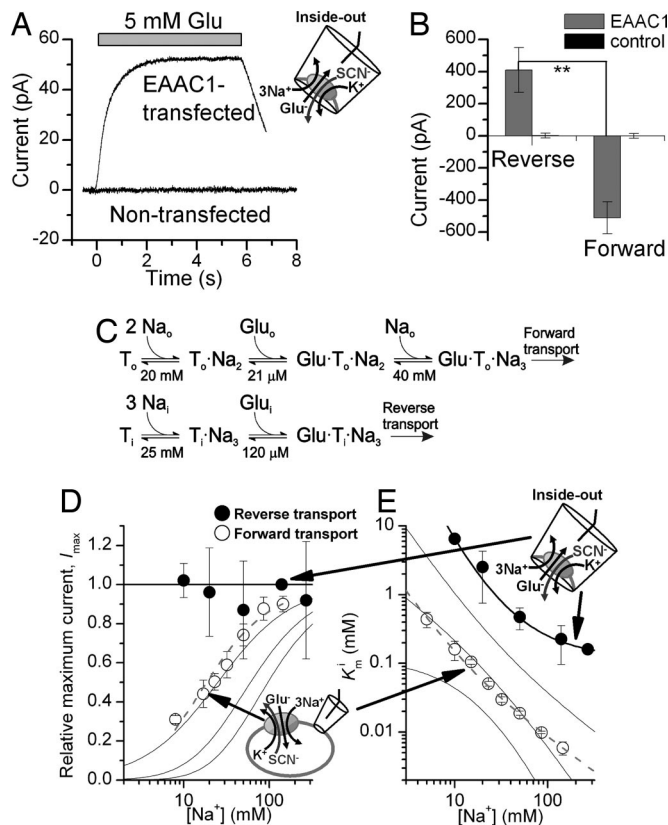 A
5 mM Glu
60
40
20
0
-20
Current (pA)
EAAC1-
transfected
Non-transfected
0 2 4 6 8
Time (s)
Inside-out
3Na⁺
SCN⁻
Glu⁻
K⁺
B
EAAC1
control
600
400
200
0
-200
-400
-600
Current (pA)
**
Reverse
Forward
C
2 Naₒ Gluₒ Naₒ Forward
transport
Tₒ Tₒ·Na₂ Glu·Tₒ·Na₂ Glu·Tₒ·Na₃
20 mM 21 µM 40 mM
3 Naᵢ Gluᵢ Reverse
transport
Tᵢ Tᵢ·Na₃ Glu·Tᵢ·Na₃
25 mM 120 µM
D
Reverse transport
Forward transport
1.2
1.0
0.8
0.6
0.4
0.2
0.0
Relative maximum current, Imax
Glu⁻ 3Na⁺
K⁺
SCN⁻
10 100
[Na⁺] (mM)
E
Inside-out
3Na⁺
SCN⁻
Glu⁻
K⁺
10
1
0.1
0.01
Kmⁱ (mM)
10 100
[Na⁺] (mM)